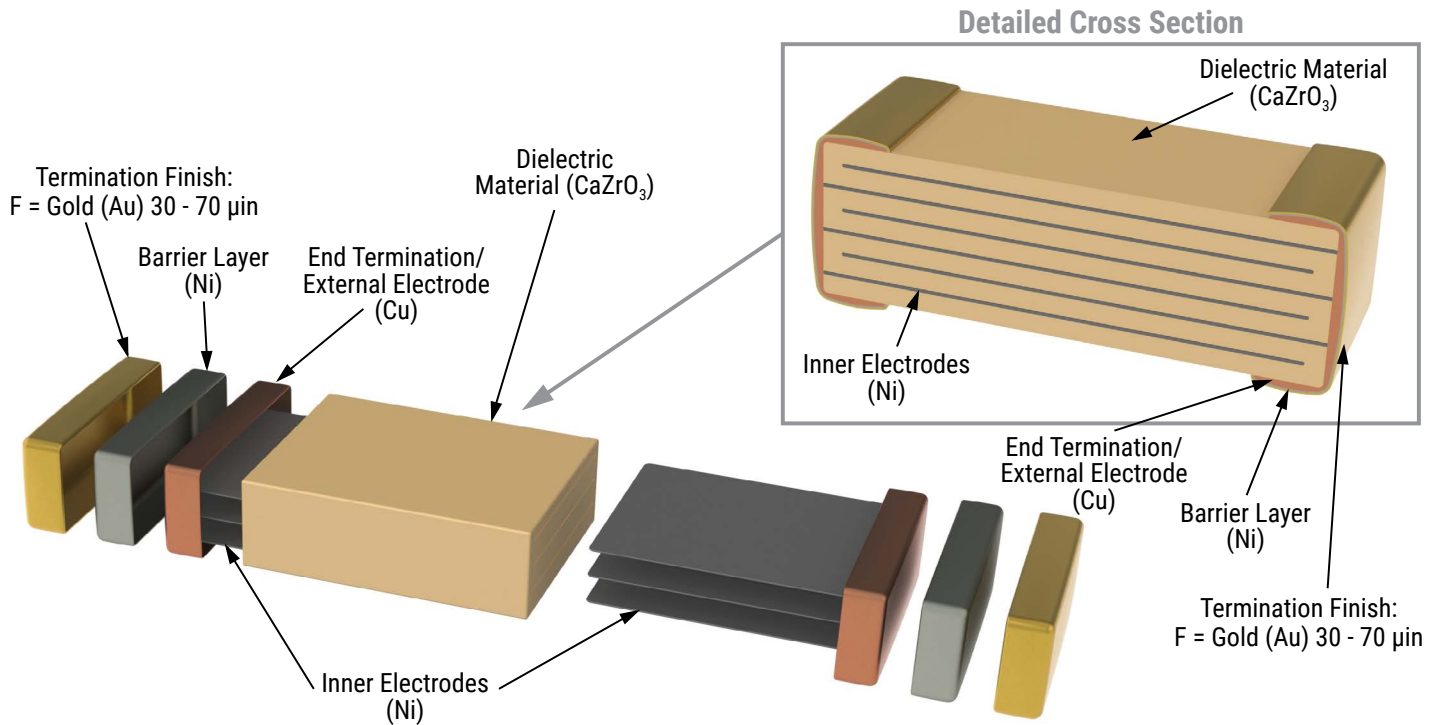 Detailed Cross Section
Dielectric Material
(CaZrO₃)
Inner Electrodes
(Ni)
End Termination/
External Electrode
(Cu)
Barrier Layer
(Ni)
Termination Finish:
F = Gold (Au) 30 - 70 µin
Termination Finish:
F = Gold (Au) 30 - 70 µin
Barrier Layer
(Ni)
End Termination/
External Electrode
(Cu)
Dielectric
Material (CaZrO₃)
Inner Electrodes
(Ni)